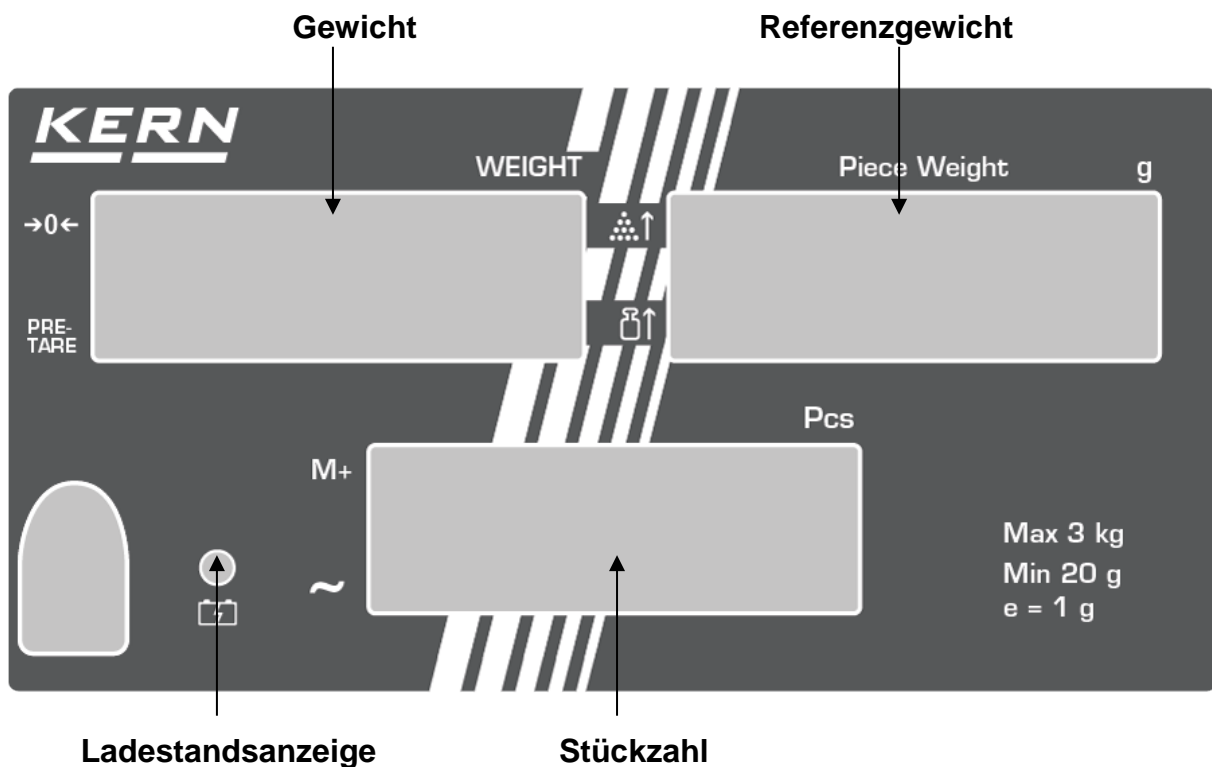 Gewicht Referenzgewicht
KERN
WEIGHT Piece Weight g
→0←
PRE-
TARE
Pcs
M+
~
Max 3 kg
Min 20 g
e = 1 g
Ladestandsanzeige Stückzahl